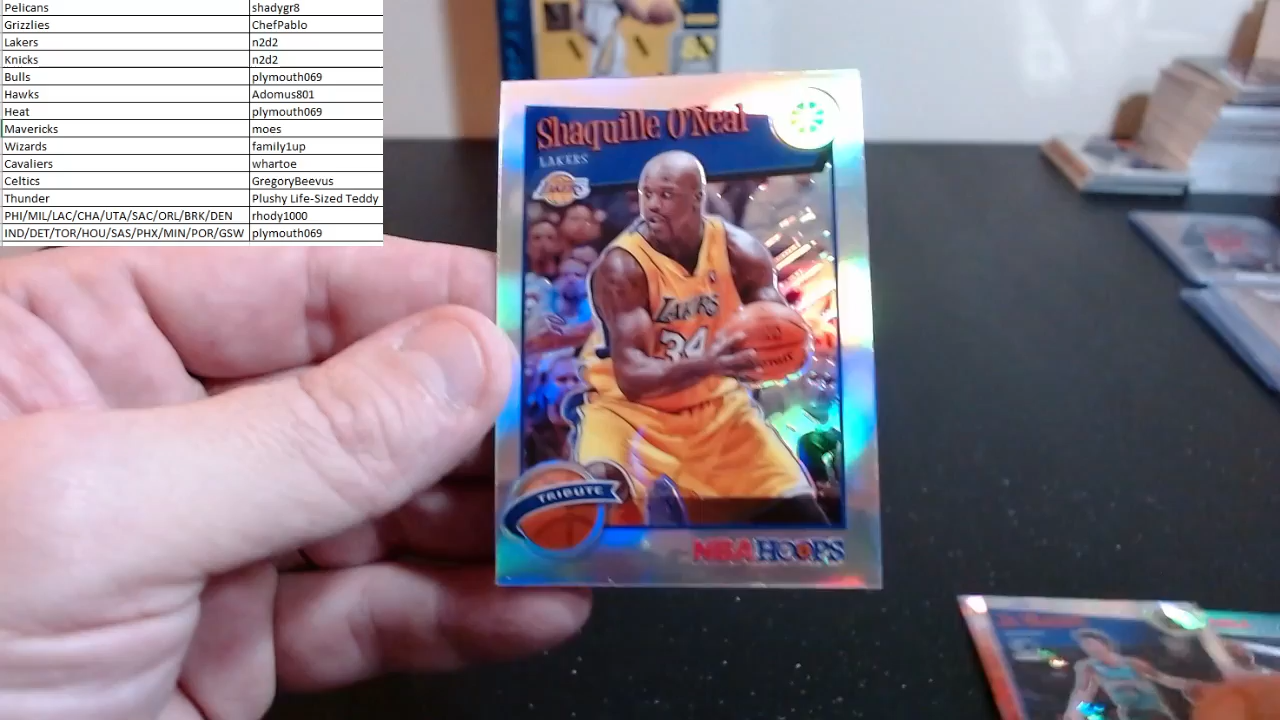 Pelicans shadygr8
Grizzlies ChefPablo
Lakers n2d2
Knicks n2d2
Bulls plymouth069
Hawks Adomus801
Heat plymouth069
Mavericks moes
Wizards family1up
Cavaliers whartoe
Celtics GregoryBeevus
Thunder Plushy Life-Sized Teddy
PHI/MIL/LAC/CHA/UTA/SAC/ORL/BRK/DEN rhody1000
IND/DET/TOR/HOU/SAS/PHX/MIN/POR/GSW plymouth069
Shaquille O'Neal
LAKERS
LAKERS
34
TRIBUTE
NBA HOOPS